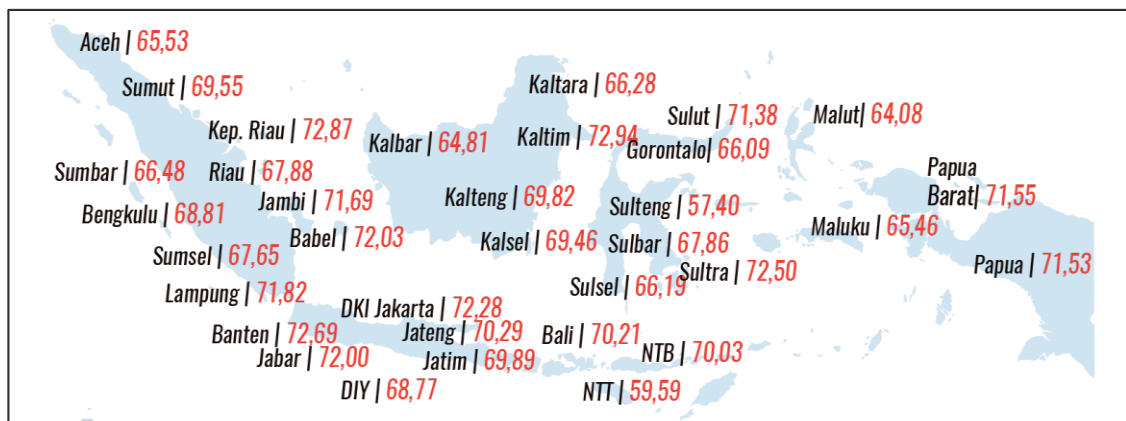 Aceh | 65,53
Sumut | 69,55
Kaltara | 66,28
Sulut | 71,38
Malut| 64,08
Kep. Riau | 72,87
Kalbar | 64,81
Kaltim | 72,94
Gorontalo| 66,09
Sumbar | 66,48
Riau | 67,88
Papua
Barat| 71,55
Jambi | 71,69
Kalteng | 69,82
Sulteng | 57,40
Bengkulu | 68,81
Maluku | 65,46
Babel | 72,03
Kalsel | 69,46
Sulbar | 67,86
Sumsel | 67,65
Sultra | 72,50
Papua | 71,53
Sulsel | 66,19
Lampung | 71,82
DKI Jakarta | 72,28
Banten | 72,69
Jateng | 70,29
Bali | 70,21
NTB | 70,03
Jabar | 72,00
Jatim | 69,89
DIY | 68,77
NTT | 59,59